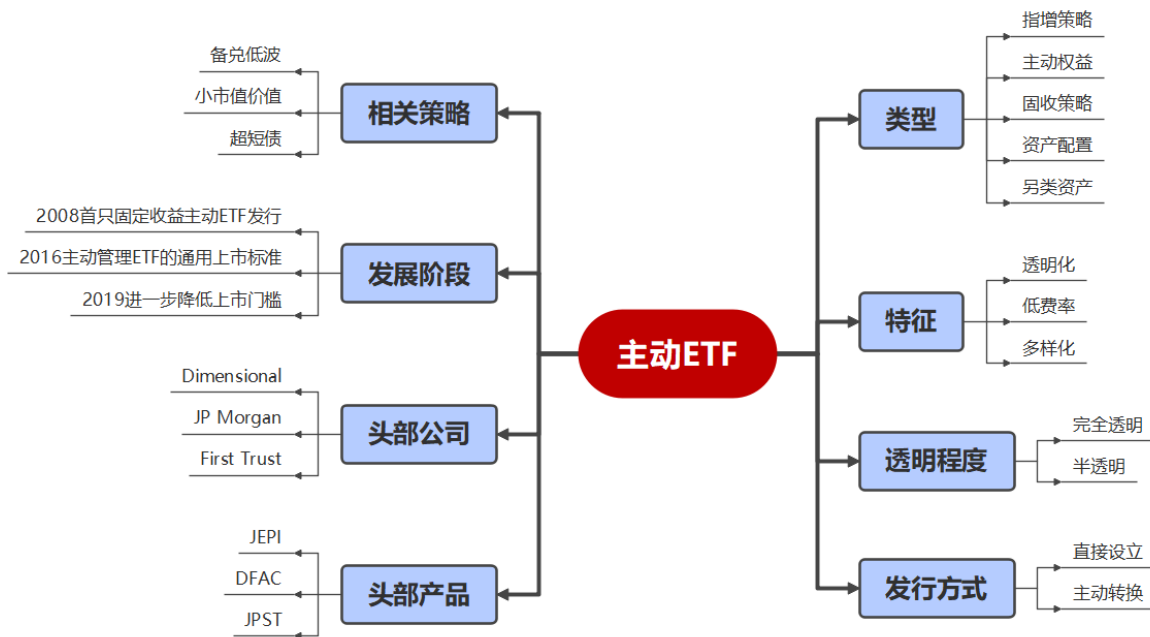 主动ETF
相关策略
备兑低波
小市值价值
超短债
发展阶段
2008首只固定收益主动ETF发行
2016主动管理ETF的通用上市标准
2019进一步降低上市门槛
头部公司
Dimensional
JP Morgan
First Trust
头部产品
JEPI
DFAC
JPST
类型
指增策略
主动权益
固收策略
资产配置
另类资产
特征
透明化
低费率
多样化
透明程度
完全透明
半透明
发行方式
直接设立
主动转换